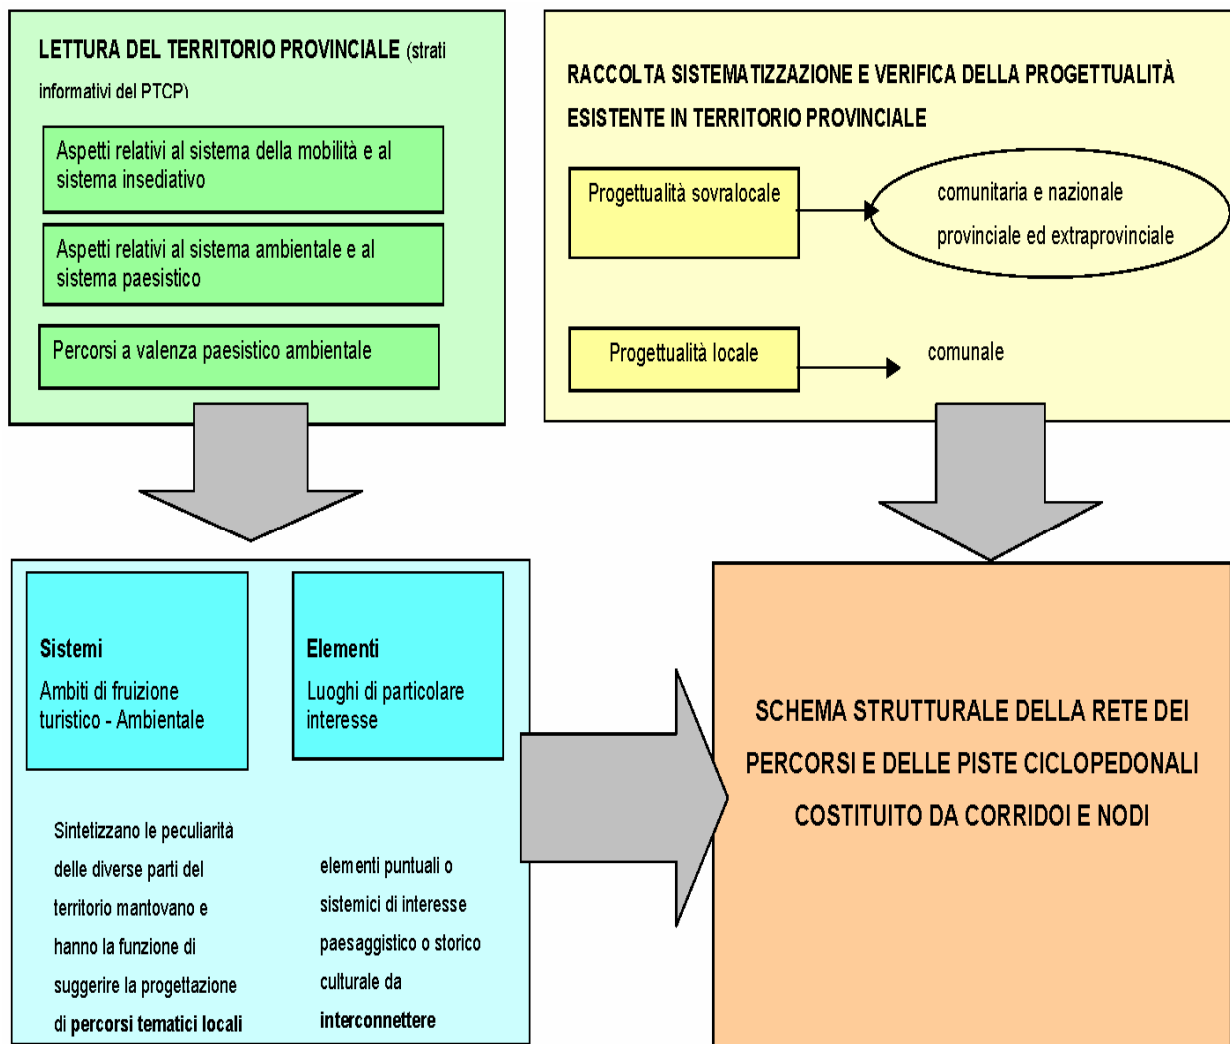 LETTURA DEL TERRITORIO PROVINCIALE (strati
informativi del PTCP)
Aspetti relativi al sistema della mobilità e al
sistema insediativo
Aspetti relativi al sistema ambientale e al
sistema paesistico
Percorsi a valenza paesistico ambientale
RACCOLTA SISTEMATIZZAZIONE E VERIFICA DELLA PROGETTUALITÀ
ESISTENTE IN TERRITORIO PROVINCIALE
Progettualità sovralocale
comunitaria e nazionale
provinciale ed extraprovinciale
Progettualità locale
comunale
Sistemi
Ambiti di fruizione
turistico - Ambientale
Sintetizzano le peculiarità
delle diverse parti del
territorio mantovano e
hanno la funzione di
suggerire la progettazione
di percorsi tematici locali
Elementi
Luoghi di particolare
interesse
elementi puntuali o
sistemici di interesse
paesaggistico o storico
culturale da
interconnettere
SCHEMA STRUTTURALE DELLA RETE DEI
PERCORSI E DELLE PISTE CICLOPEDONALI
COSTITUITO DA CORRIDOI E NODI